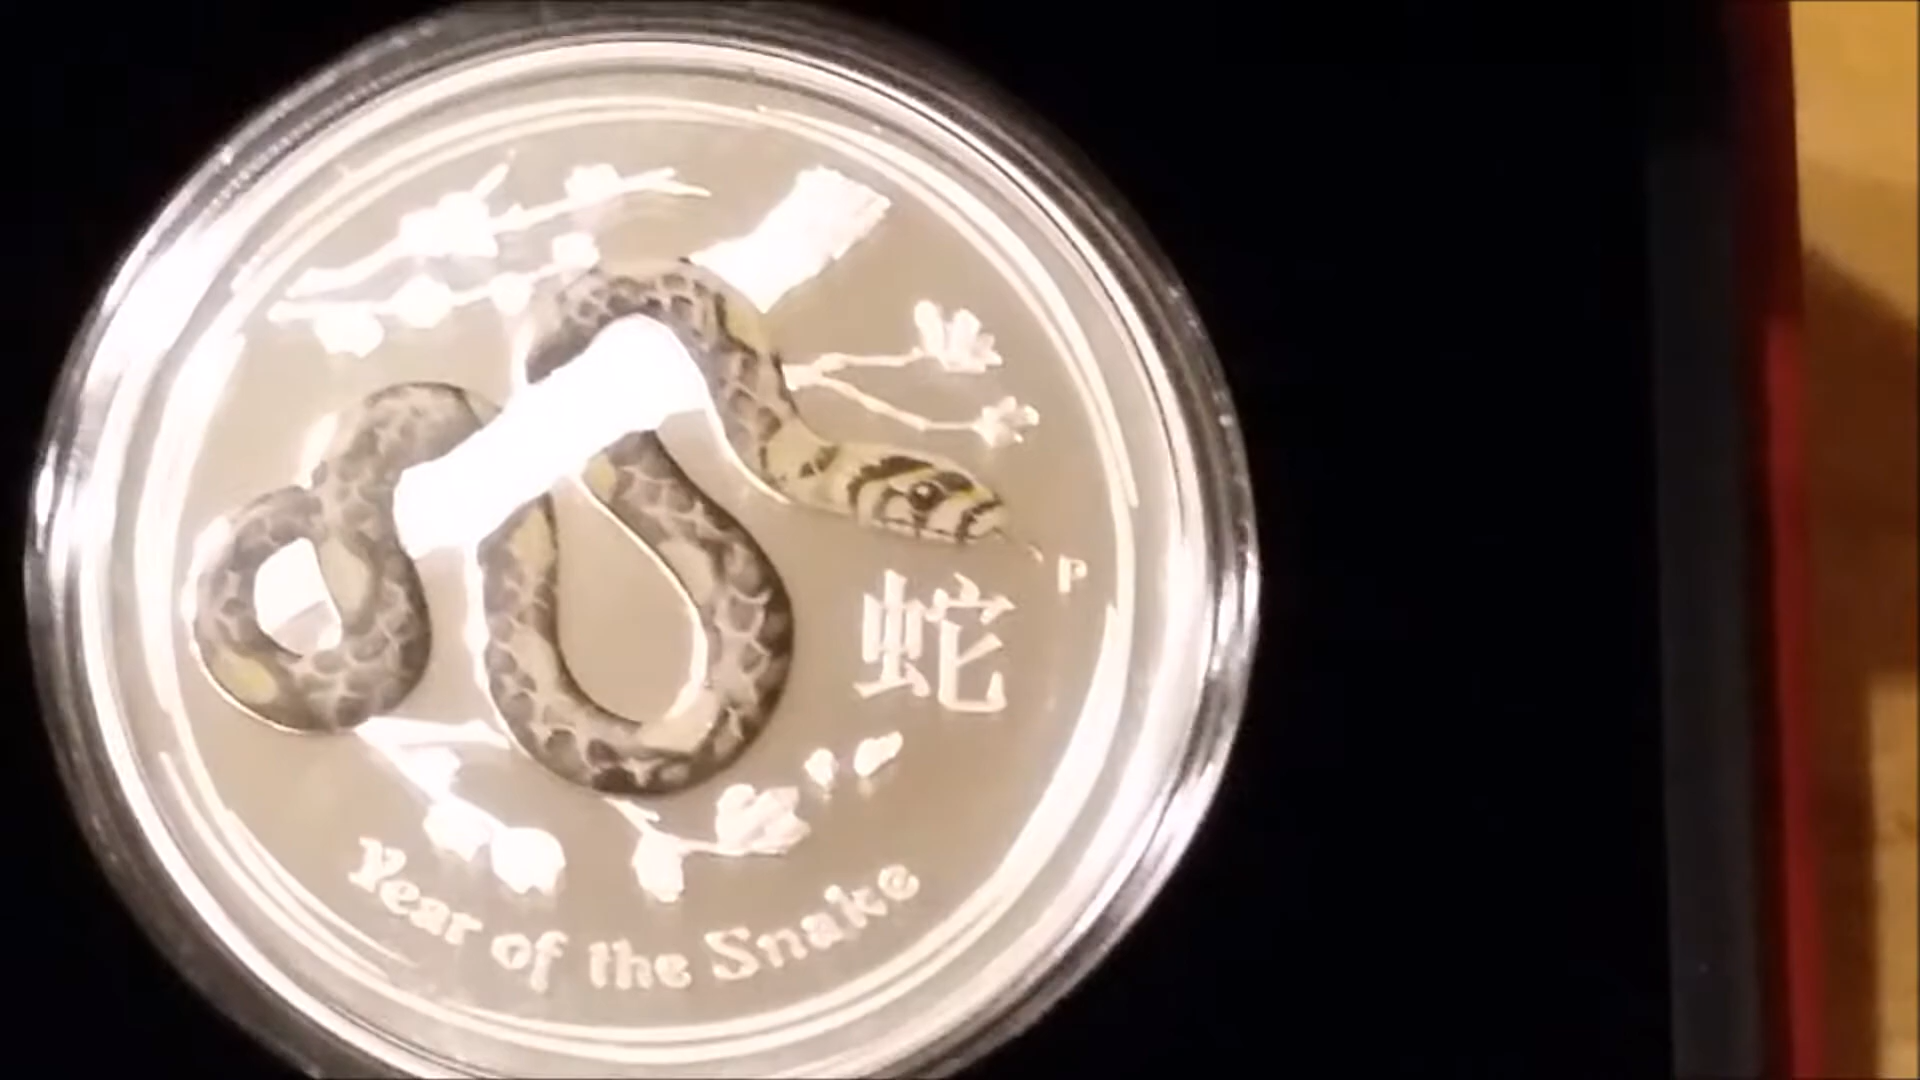 P
蛇
Year of the Snake